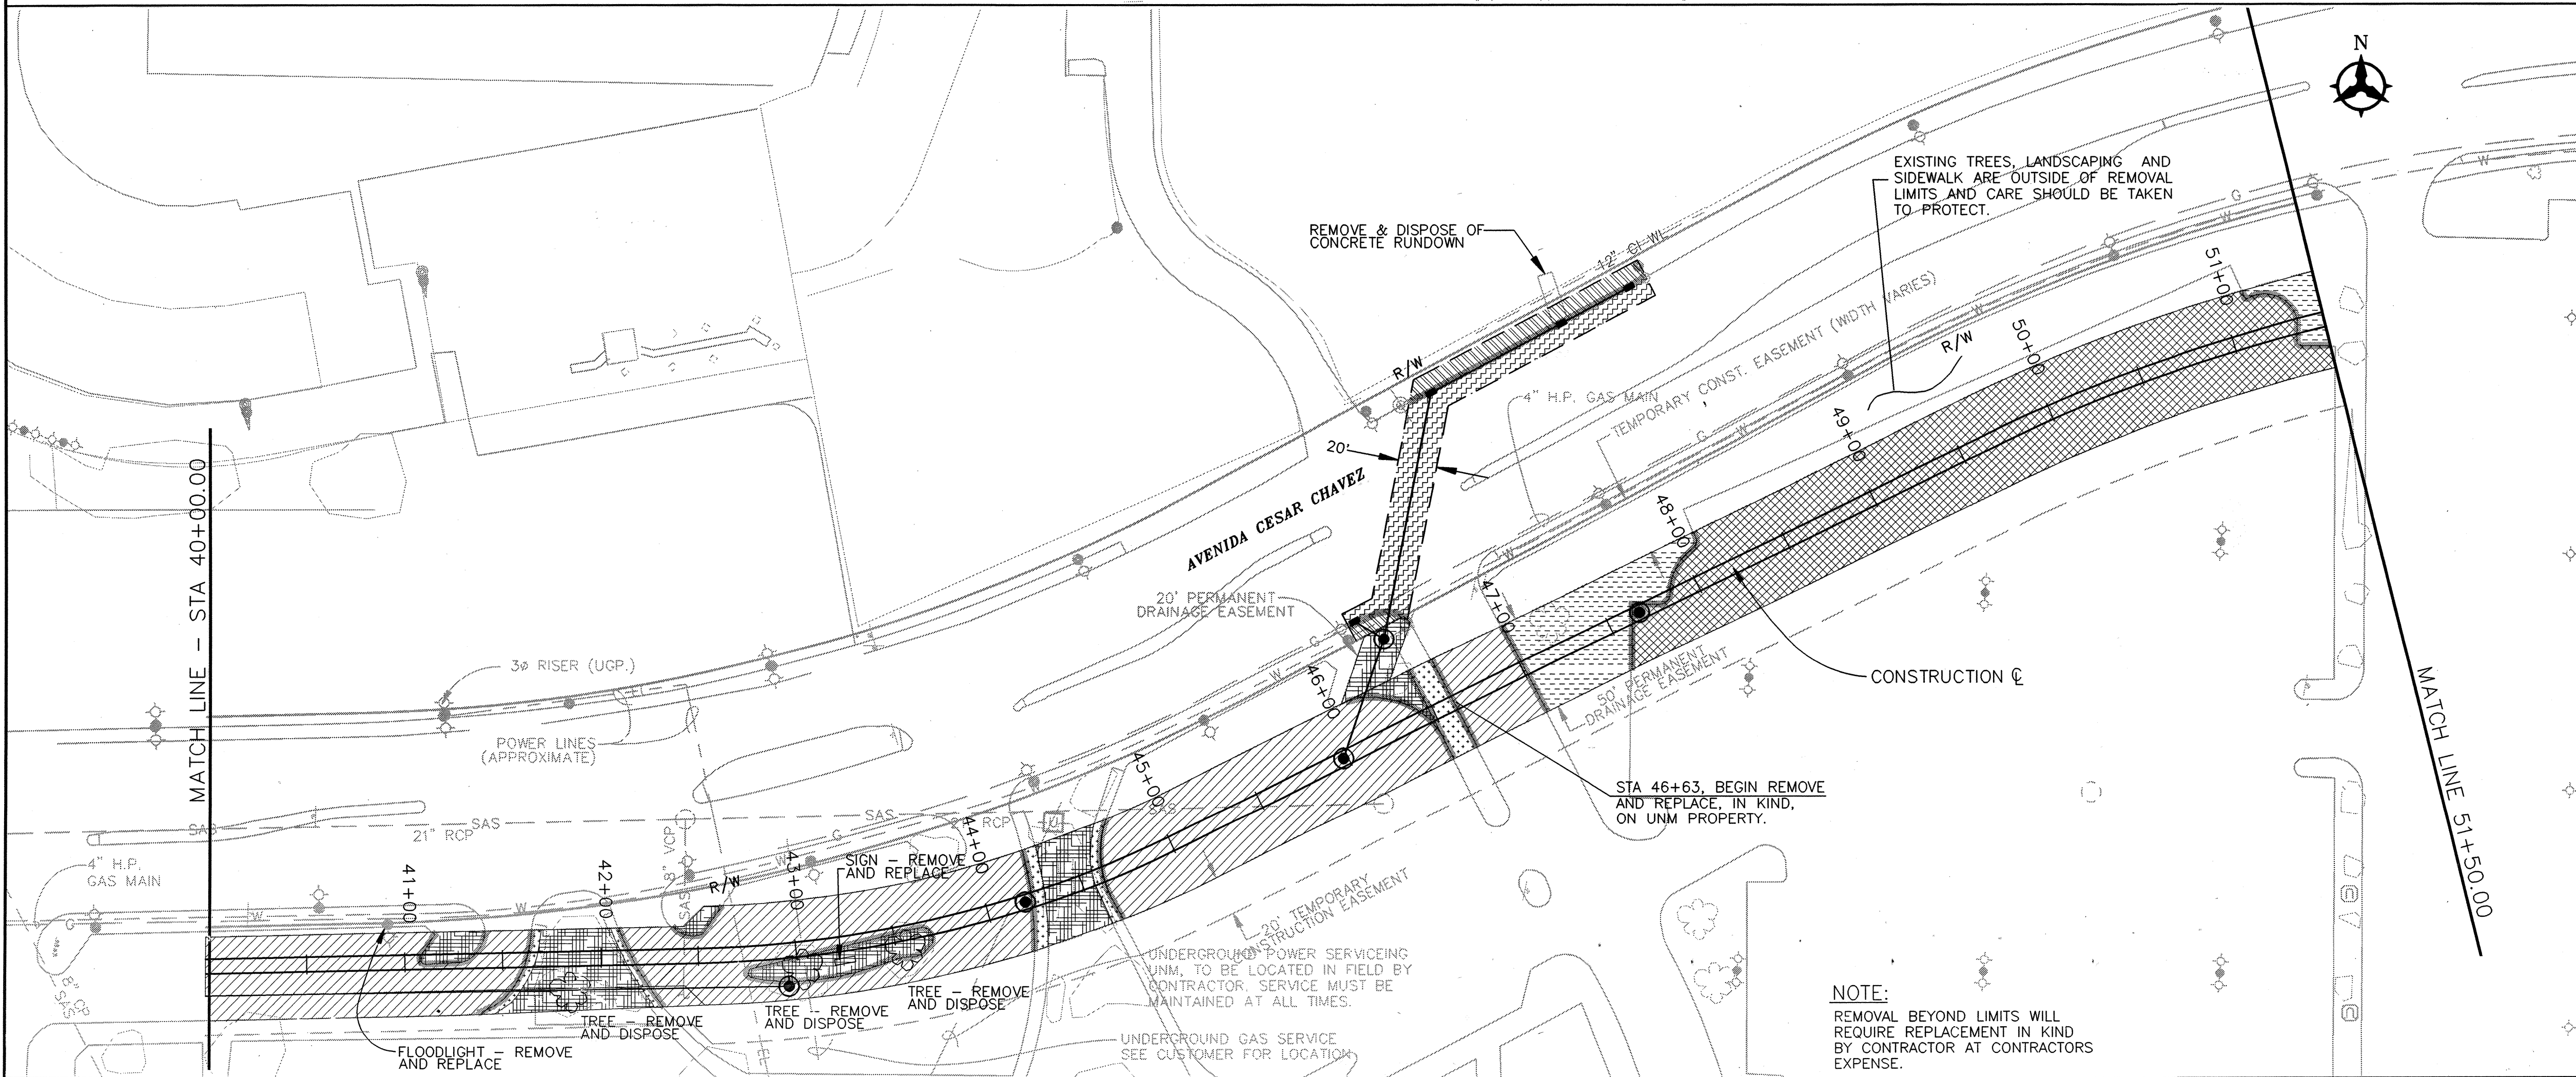 N
EXISTING TREES, LANDSCAPING AND
SIDEWALK ARE OUTSIDE OF REMOVAL
LIMITS AND CARE SHOULD BE TAKEN
TO PROTECT.
REMOVE & DISPOSE OF
CONCRETE RUNDOWN
12" CI WL
R/W
G
W
51+00
TEMPORARY CONST. EASEMENT (WIDTH VARIES)
R/W
50+00
4" H.P. GAS MAIN
W
G
W
49+00
20'
AVENIDA CESAR CHAVEZ
48+00
W
47+00
20' PERMANENT
DRAINAGE EASEMENT
MATCH LINE - STA 40+00.00
3ø RISER (UGP.)
G
W
46+00
50' PERMANENT
DRAINAGE EASEMENT
CONSTRUCTION ℄
MATCH LINE 51+50.00
POWER LINES
(APPROXIMATE)
45+00
STA 46+63, BEGIN REMOVE
AND REPLACE, IN KIND,
ON UNM PROPERTY.
SAS
21" RCP
SAS
SAS
RCP
SAS
8" VCP
SAS
44+00
4" H.P.
GAS MAIN
41+00
42+00
43+00
G
W
SIGN - REMOVE
AND REPLACE
R/W
G
W
W
20' TEMPORARY
CONSTRUCTION EASEMENT
8"
SAS
UNDERGROUND POWER SERVICEING
UNM, TO BE LOCATED IN FIELD BY
CONTRACTOR. SERVICE MUST BE
MAINTAINED AT ALL TIMES.
TREE - REMOVE
AND DISPOSE
TREE - REMOVE
AND DISPOSE
TREE - REMOVE
AND DISPOSE
FLOODLIGHT - REMOVE
AND REPLACE
UNDERGROUND GAS SERVICE
SEE CUSTOMER FOR LOCATION
NOTE:
REMOVAL BEYOND LIMITS WILL
REQUIRE REPLACEMENT IN KIND
BY CONTRACTOR AT CONTRACTORS
EXPENSE.